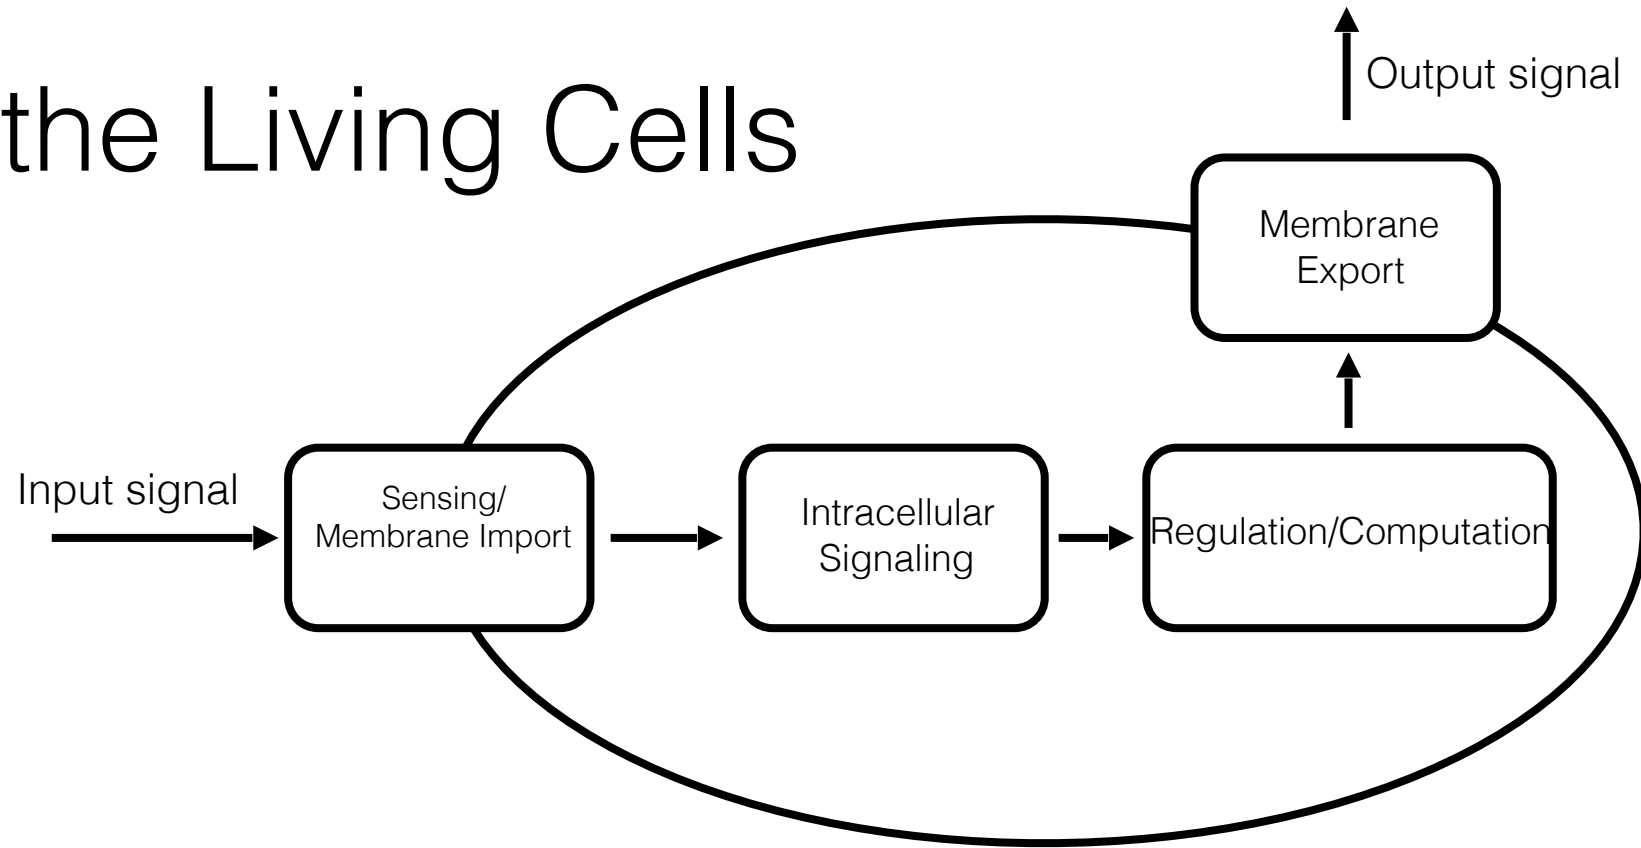 Output signal
the Living Cells
Membrane
Export
Input signal
Sensing/
Membrane Import
Intracellular
Signaling
Regulation/Computation